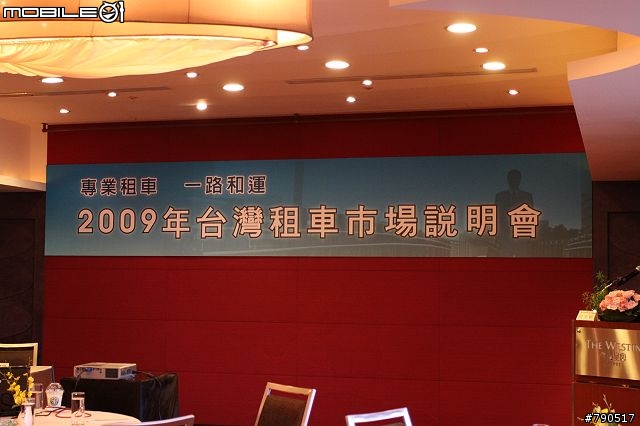 MOBILE01
專業租車 一路和運
2009年台灣租車市場説明會
THE WESTIN
#790517